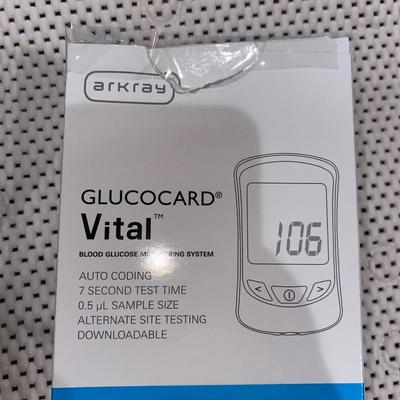 arkray
GLUCOCARD®
Vital™
BLOOD GLUCOSE MONITORING SYSTEM
AUTO CODING
7 SECOND TEST TIME
0.5 µL SAMPLE SIZE
ALTERNATE SITE TESTING
DOWNLOADABLE
106
< >